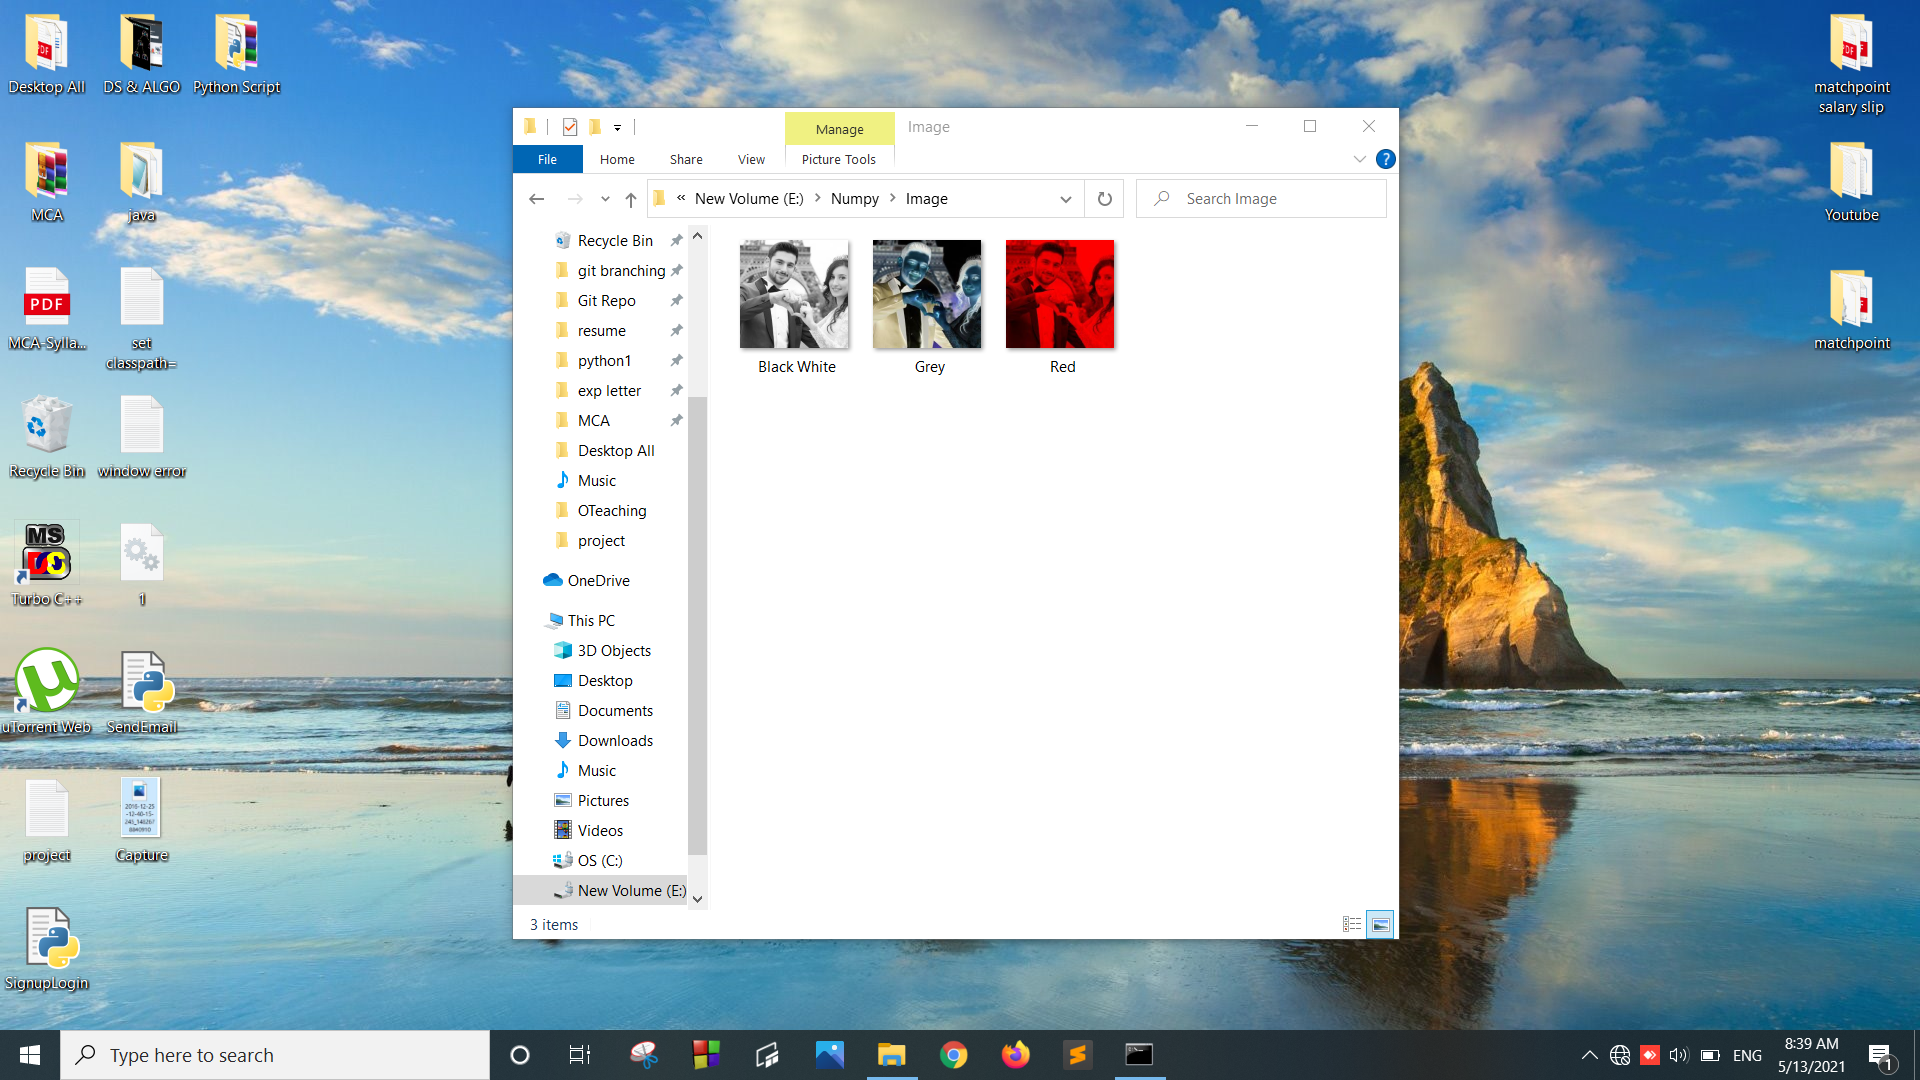 Desktop All
DS & ALGO
Python Script
MCA
java
PDF
MCA-Sylla...
set
classpath=
Recycle Bin
window error
MS
Turbo C++
1
uTorrent Web
SendEmail
project
2016-12-25
Capture
SignupLogin
matchpoint
salary slip
Youtube
matchpoint
Manage
Image
File
Home
Share
View
Picture Tools
?
« New Volume (E:) > Numpy > Image
Search Image
Recycle Bin
git branching
Git Repo
resume
python1
exp letter
MCA
Desktop All
Music
OTeaching
project
OneDrive
This PC
3D Objects
Desktop
Documents
Downloads
Music
Pictures
Videos
OS (C:)
New Volume (E:)
Black White
Grey
Red
3 items
Type here to search
ENG
8:39 AM
5/13/2021
1